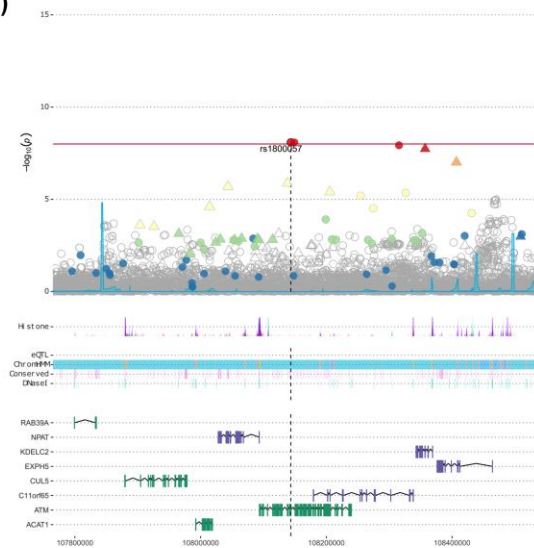 )
15
10
−log10(p)
rs1800057
5
0
Histone
eQTL
ChromHMM
Conserved
DNaseI
RAB39A
NPAT
KDELC2
EXPH5
CUL5
C11orf65
ATM
ACAT1
107800000 108000000 108200000 108400000